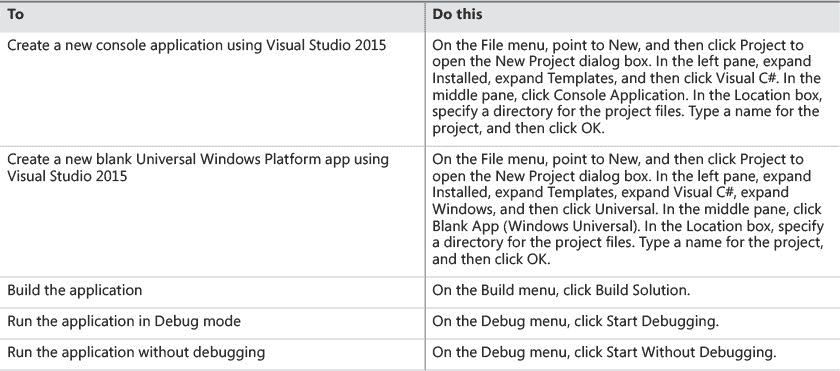 To
Do this
Create a new console application using Visual Studio 2015
On the File menu, point to New, and then click Project to
open the New Project dialog box. In the left pane, expand
Installed, expand Templates, and then click Visual C#. In the
middle pane, click Console Application. In the Location box,
specify a directory for the project files. Type a name for the
project, and then click OK.
Create a new blank Universal Windows Platform app using
Visual Studio 2015
On the File menu, point to New, and then click Project to
open the New Project dialog box. In the left pane, expand
Installed, expand Templates, expand Visual C#, expand
Windows, and then click Universal. In the middle pane, click
Blank App (Windows Universal). In the Location box, specify
a directory for the project files. Type a name for the project,
and then click OK.
Build the application
On the Build menu, click Build Solution.
Run the application in Debug mode
On the Debug menu, click Start Debugging.
Run the application without debugging
On the Debug menu, click Start Without Debugging.